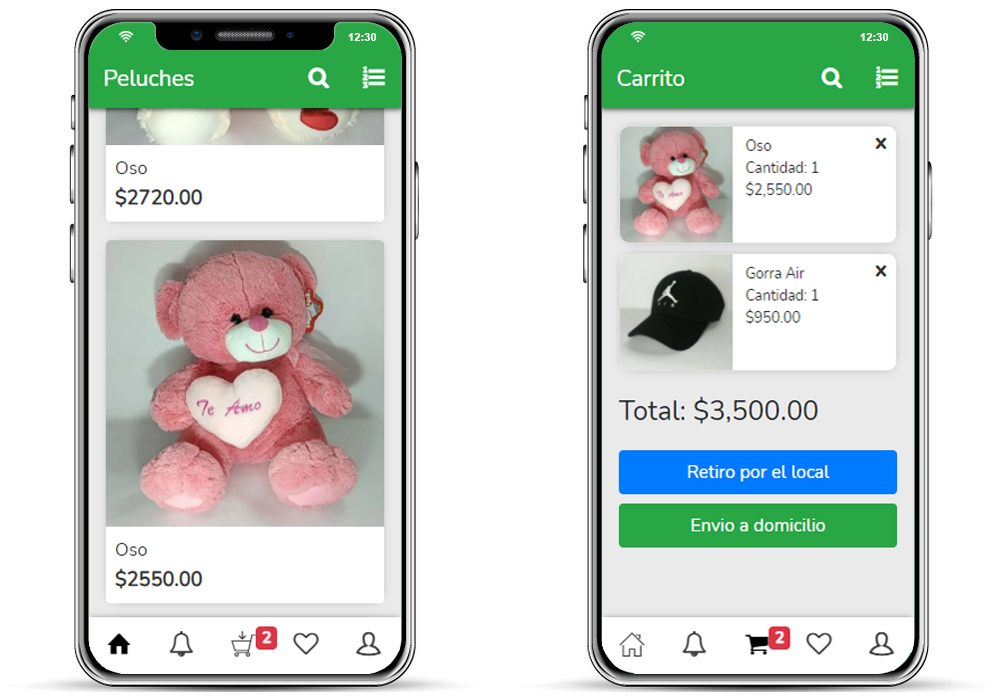 12:30
Peluches
Oso
$2720.00
Te Amo
Oso
$2550.00
2
12:30
Carrito
Te Amo
Oso
Cantidad: 1
$2,550.00
Gorra Air
Cantidad: 1
$950.00
Total: $3,500.00
Retiro por el local
Envio a domicilio
2